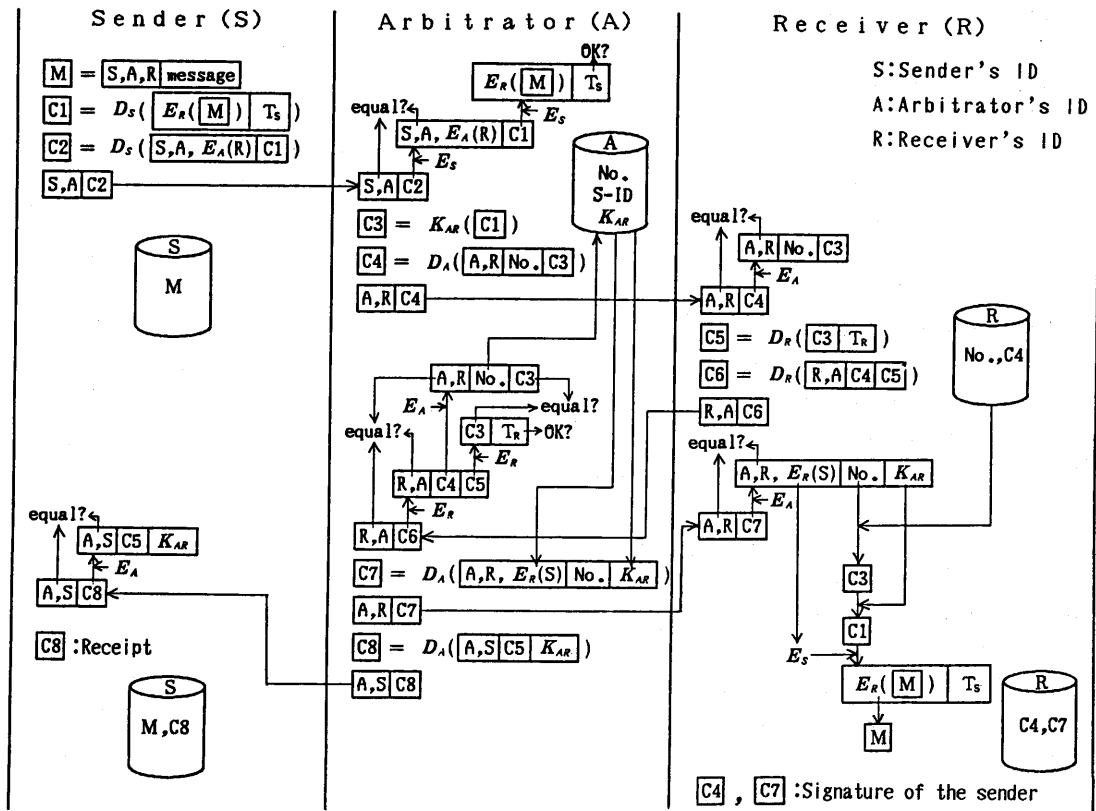 Sender (S)
M = S,A,R message
C1 = D_S( E_R( M ) T_S )
C2 = D_S( S,A, E_A(R) C1 )
S,A C2
S
M
equal?
A,S C5 K_AR
E_A
A,S C8
C8 :Receipt
S
M,C8
Arbitrator (A)
OK?
E_R( M ) T_S
equal?
E_S
S,A, E_A(R) C1
E_S
S,A C2
A
No.
S-ID
K_AR
C3 = K_AR( C1 )
C4 = D_A( A,R No. C3 )
A,R C4
A,R No. C3
E_A
equal?
C3 T_R OK?
equal?
E_R
R,A C4 C5
E_R
R,A C6
C7 = D_A( A,R, E_R(S) No. K_AR )
A,R C7
C8 = D_A( A,S C5 K_AR )
A,S C8
Receiver (R)
S:Sender's ID
A:Arbitrator's ID
R:Receiver's ID
equal?
A,R No. C3
E_A
A,R C4
C5 = D_R( C3 T_R )
C6 = D_R( R,A C4 C5 )
R,A C6
R
No.,C4
equal?
A,R, E_R(S) No. K_AR
E_A
A,R C7
C3
C1
E_S
E_R( M ) T_S
M
R
C4,C7
C4 , C7 :Signature of the sender